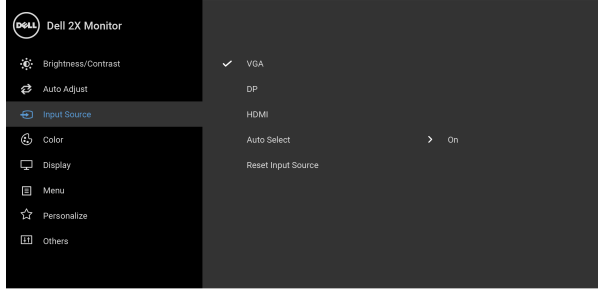 DELL Dell 2X Monitor
Brightness/Contrast
Auto Adjust
Input Source
Color
Display
Menu
Personalize
Others
VGA
DP
HDMI
Auto Select On
Reset Input Source